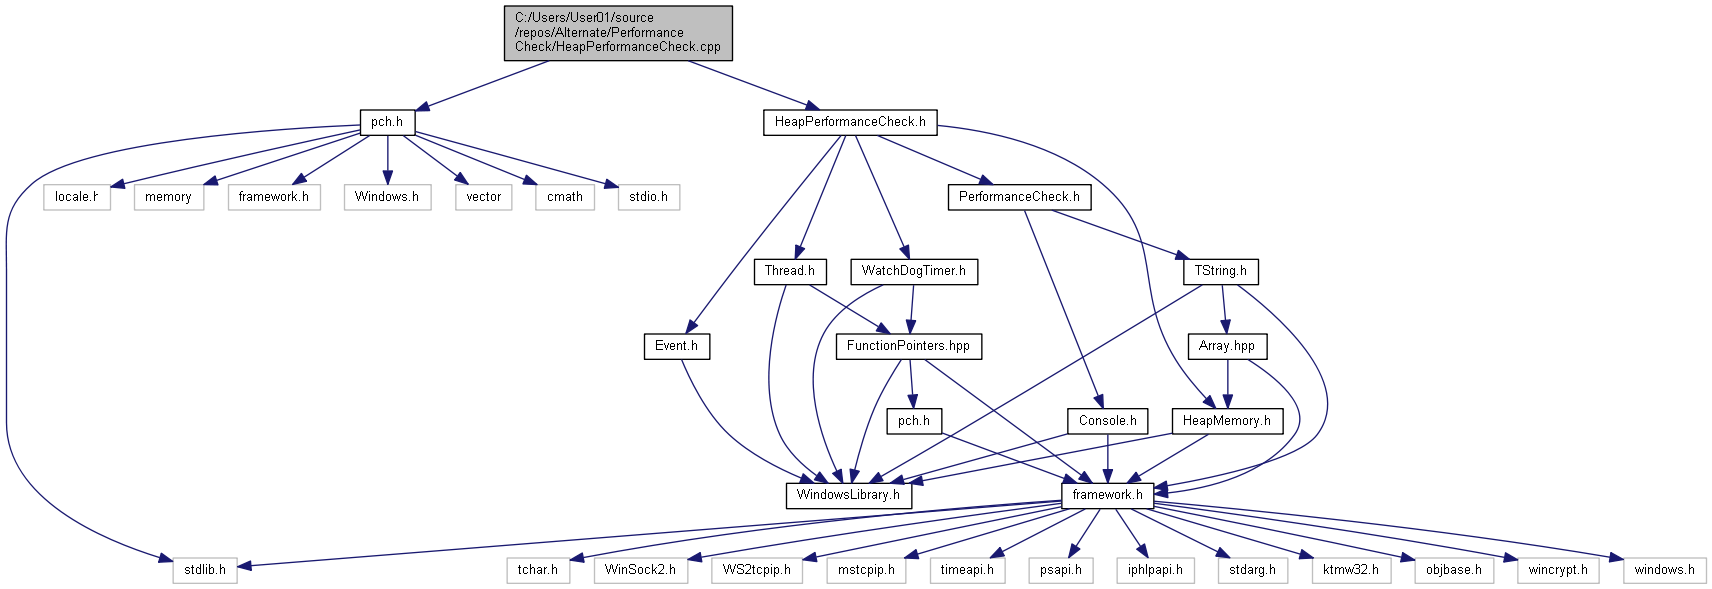 C:/Users/User01/source
/repos/Alternate/Performance
Check/HeapPerformanceCheck.cpp
pch.h
HeapPerformanceCheck.h
locale.h
memory
framework.h
Windows.h
vector
cmath
stdio.h
PerformanceCheck.h
Thread.h
WatchDogTimer.h
TString.h
Event.h
FunctionPointers.hpp
Array.hpp
pch.h
Console.h
HeapMemory.h
WindowsLibrary.h
framework.h
stdlib.h
tchar.h
WinSock2.h
WS2tcpip.h
mstcpip.h
timeapi.h
psapi.h
iphlpapi.h
stdarg.h
ktmw32.h
objbase.h
wincrypt.h
windows.h